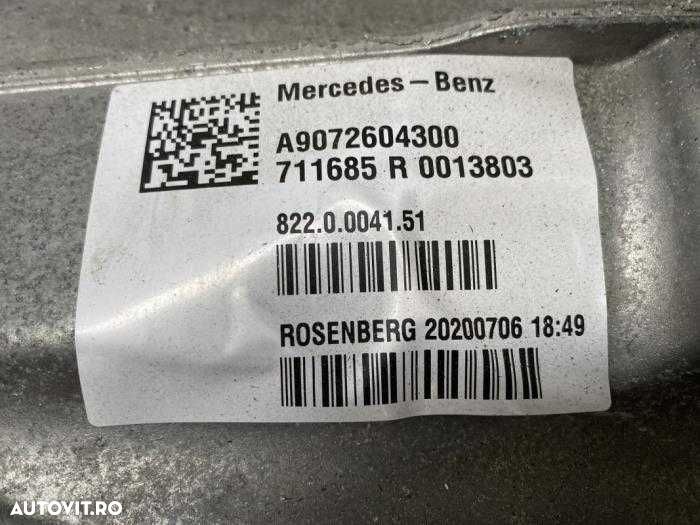 Mercedes-Benz
A9072604300
711685 R 0013803
822.0.0041.51
ROSENBERG 20200706 18:49
AUTOVIT.RO